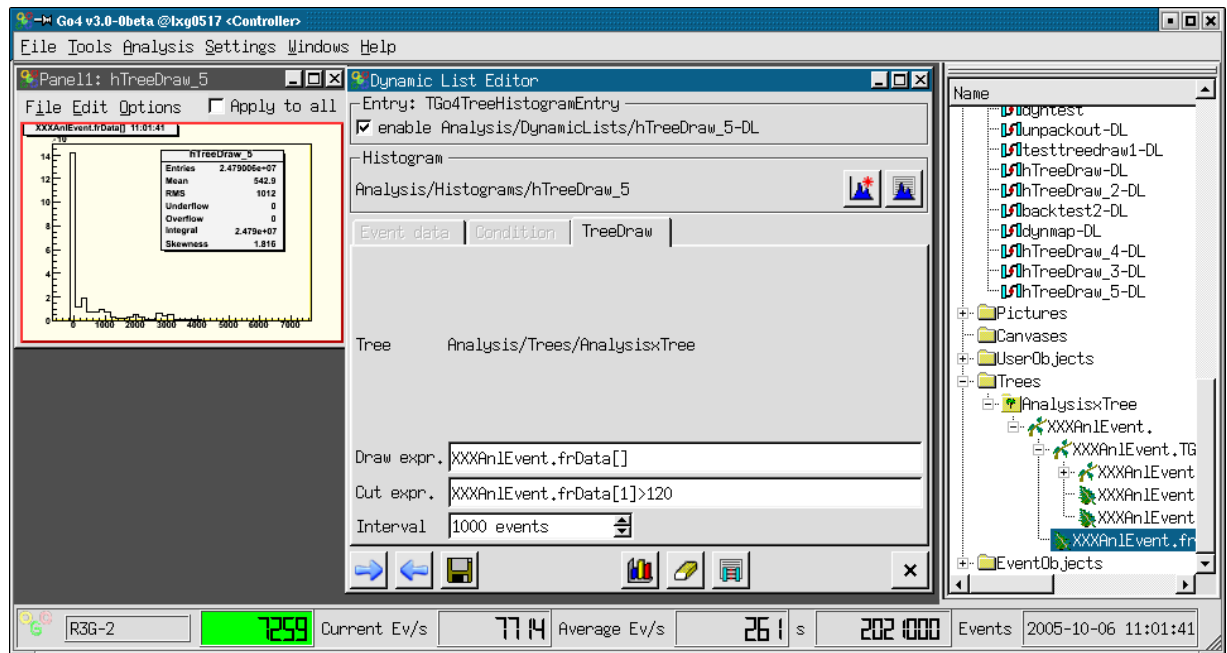 Go4 v3.0-0beta @lxg0517 <Controller>
File Tools Analysis Settings Windows Help
Panel1: hTreeDraw_5
File Edit Options Apply to all
XXXAnlEvent.frData[] 11:01:41
hTreeDraw_5
Entries 2.479006e+07
Mean 542.9
RMS 1012
Underflow 0
Overflow 0
Integral 2.479e+07
Skewness 1.816
14
12
10
8
6
4
2
0
0 1000 2000 3000 4000 5000 6000 7000
Dynamic List Editor
Entry: TGo4TreeHistogramEntry
enable Analysis/DynamicLists/hTreeDraw_5-DL
Histogram
Analysis/Histograms/hTreeDraw_5
Event data Condition TreeDraw
Tree Analysis/Trees/AnalysisxTree
Draw expr. XXXAnlEvent.frData[]
Cut expr. XXXAnlEvent.frData[1]>120
Interval 1000 events
Name
dyntest
unpackout-DL
testtreedraw1-DL
hTreeDraw-DL
hTreeDraw_2-DL
backtest2-DL
dynmap-DL
hTreeDraw_4-DL
hTreeDraw_3-DL
hTreeDraw_5-DL
Pictures
Canvases
UserObjects
Trees
AnalysisxTree
XXXAnlEvent.
XXXAnlEvent.TG
XXXAnlEvent
XXXAnlEvent
XXXAnlEvent
XXXAnlEvent.fr
EventObjects
R3G-2 7259 Current Ev/s 7714 Average Ev/s 261 s 2021000 Events 2005-10-06 11:01:41